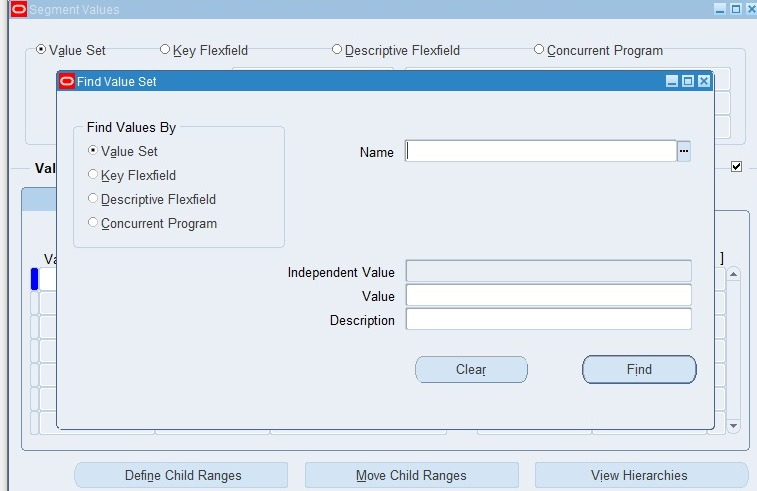 Segment Values
Value Set Key Flexfield Descriptive Flexfield Concurrent Program
Find Value Set
Find Values By
Value Set
Key Flexfield
Descriptive Flexfield
Concurrent Program
Name
...
Val
Va
]
Independent Value
Value
Description
Clear
Find
Define Child Ranges
Move Child Ranges
View Hierarchies